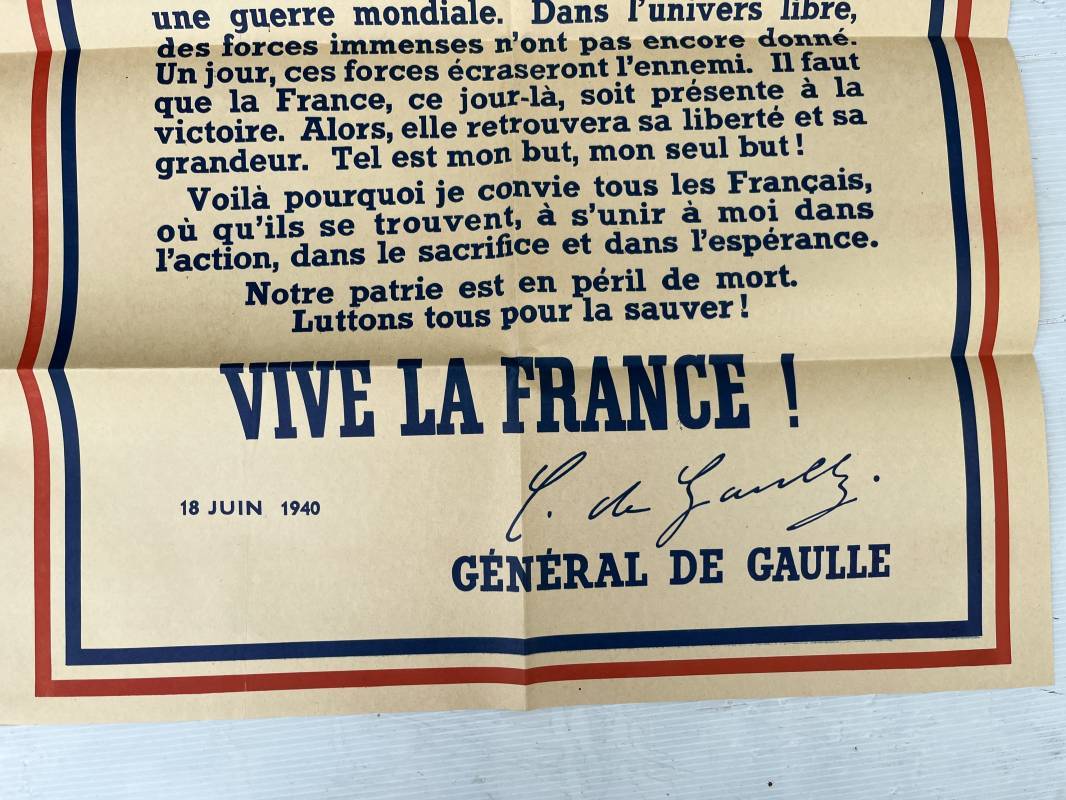 une guerre mondiale. Dans l'univers libre,
des forces immenses n'ont pas encore donné.
Un jour, ces forces écraseront l'ennemi. Il faut
que la France, ce jour-là, soit présente à la
victoire. Alors, elle retrouvera sa liberté et sa
grandeur. Tel est mon but, mon seul but !
Voilà pourquoi je convie tous les Français,
où qu'ils se trouvent, à s'unir à moi dans
l'action, dans le sacrifice et dans l'espérance.
Notre patrie est en péril de mort.
Luttons tous pour la sauver !
VIVE LA FRANCE !
18 JUIN 1940
C. de Gaulle.
GÉNÉRAL DE GAULLE